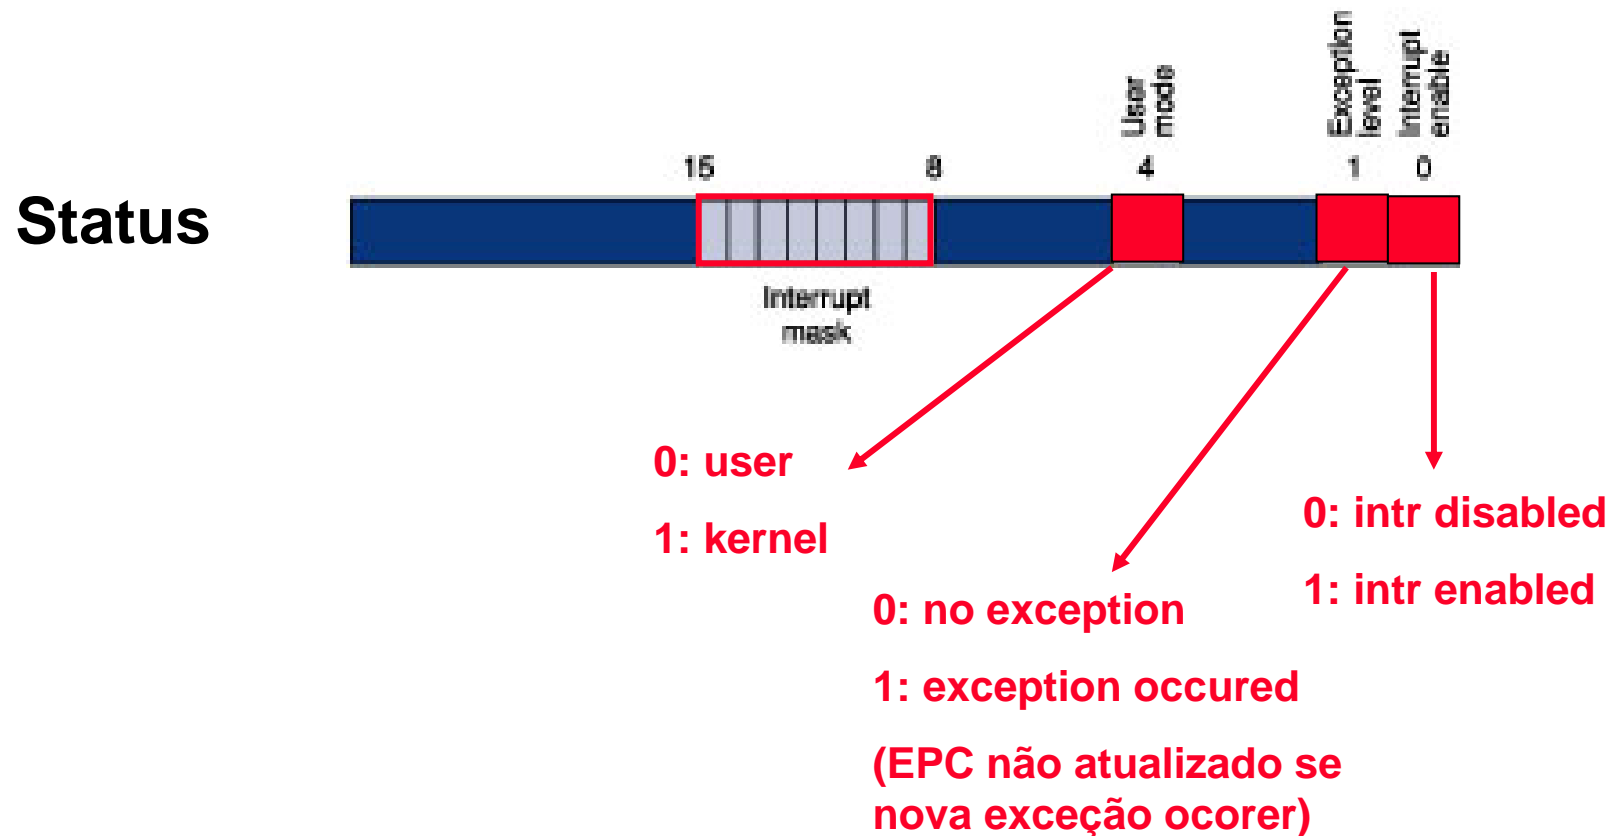 User
mode
Exception
level
Interrupt
enable
15
8
4
1
0
Status
Interrupt
mask
0: user
1: kernel
0: intr disabled
1: intr enabled
0: no exception
1: exception occured
(EPC não atualizado se
nova exceção ocorer)